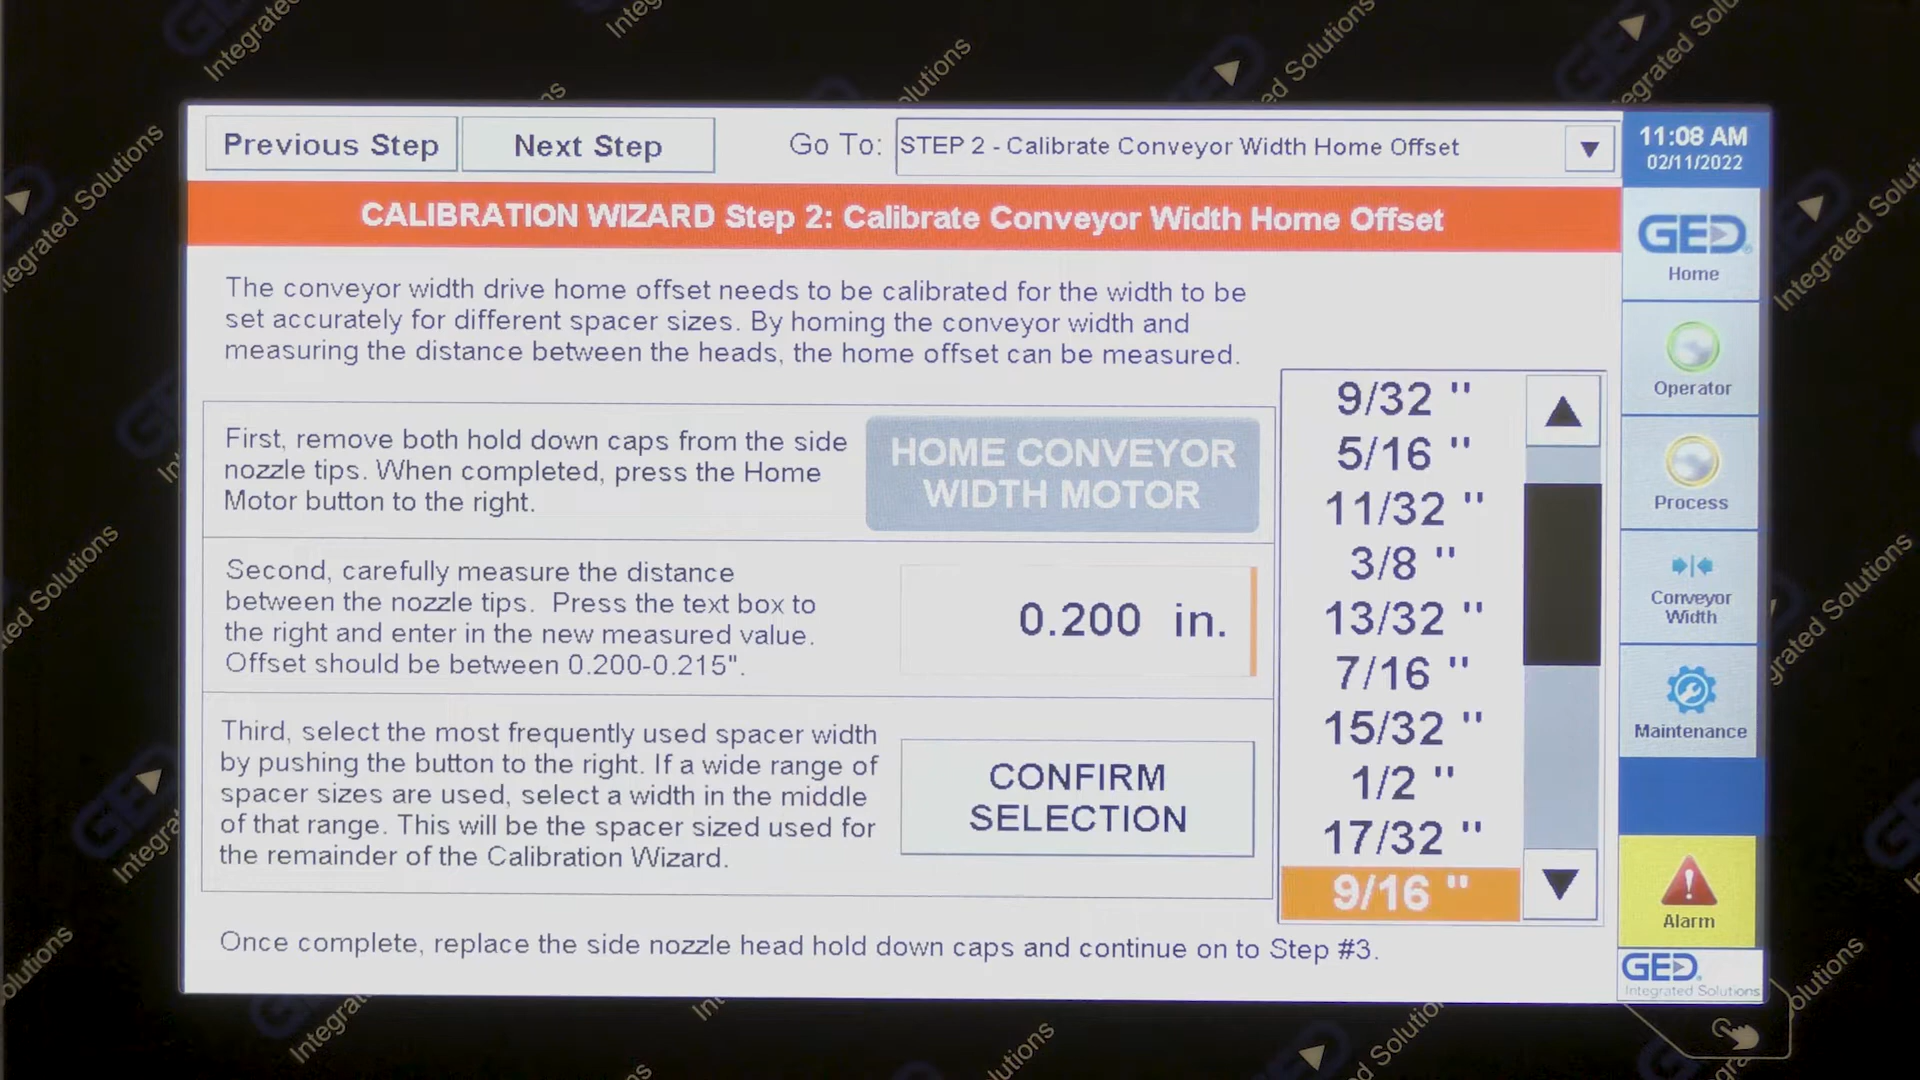 Previous Step
Next Step
Go To:
STEP 2 - Calibrate Conveyor Width Home Offset
11:08 AM
02/11/2022
CALIBRATION WIZARD Step 2: Calibrate Conveyor Width Home Offset
GED
Home
Operator
Process
Conveyor
Width
Maintenance
Alarm
GED
Integrated Solutions
The conveyor width drive home offset needs to be calibrated for the width to be
set accurately for different spacer sizes. By homing the conveyor width and
measuring the distance between the heads, the home offset can be measured.
First, remove both hold down caps from the side
nozzle tips. When completed, press the Home
Motor button to the right.
HOME CONVEYOR
WIDTH MOTOR
Second, carefully measure the distance
between the nozzle tips. Press the text box to
the right and enter in the new measured value.
Offset should be between 0.200-0.215".
0.200 in.
Third, select the most frequently used spacer width
by pushing the button to the right. If a wide range of
spacer sizes are used, select a width in the middle
of that range. This will be the spacer sized used for
the remainder of the Calibration Wizard.
CONFIRM
SELECTION
9/32 "
5/16 "
11/32 "
3/8 "
13/32 "
7/16 "
15/32 "
1/2 "
17/32 "
9/16 "
Once complete, replace the side nozzle head hold down caps and continue on to Step #3.
Integrated Solutions